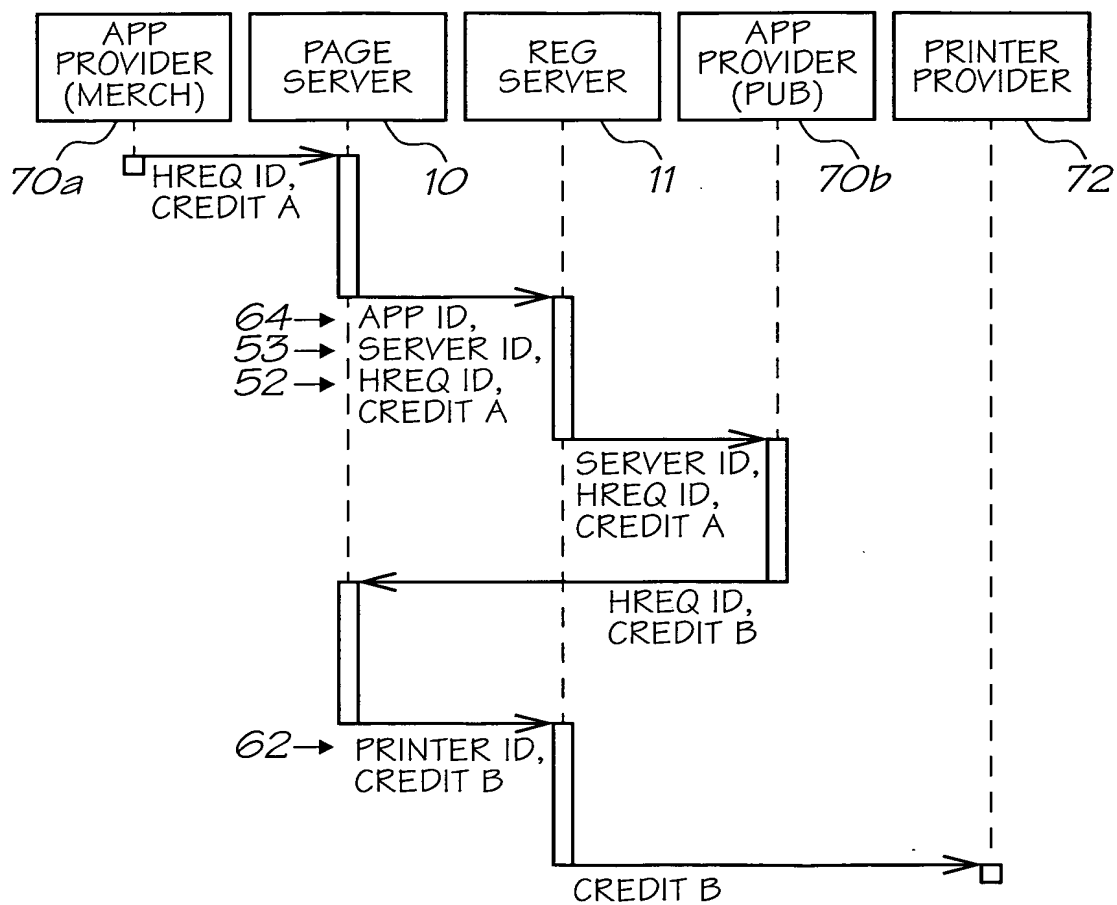 APP
PROVIDER
(MERCH)
PAGE
SERVER
REG
SERVER
APP
PROVIDER
(PUB)
PRINTER
PROVIDER
70a
10
11
70b
72
HREQ ID,
CREDIT A
64
APP ID,
53
SERVER ID,
52
HREQ ID,
CREDIT A
SERVER ID,
HREQ ID,
CREDIT A
HREQ ID,
CREDIT B
62
PRINTER ID,
CREDIT B
CREDIT B